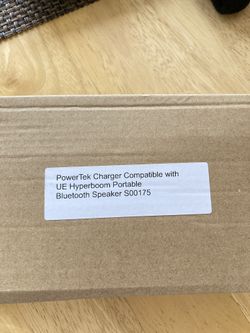 PowerTek Charger Compatible with
UE Hyperboom Portable
Bluetooth Speaker S00175